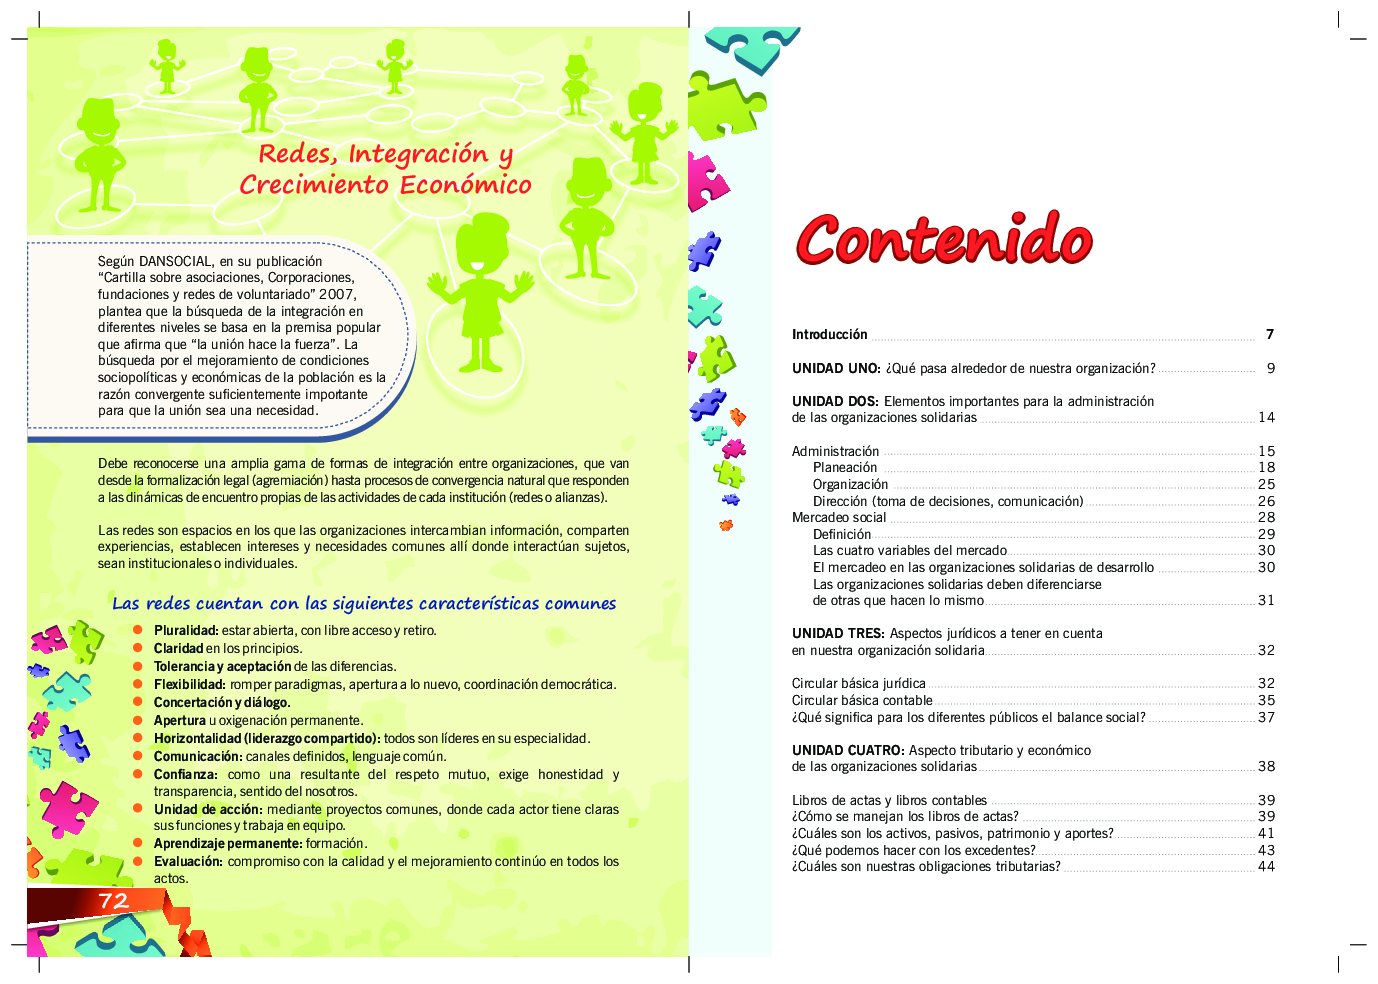 Redes, Integración y
Crecimiento Económico
Según DANSOCIAL, en su publicación
“Cartilla sobre asociaciones, Corporaciones,
fundaciones y redes de voluntariado” 2007,
plantea que la búsqueda de la integración en
diferentes niveles se basa en la premisa popular
que afirma que “la unión hace la fuerza”. La
búsqueda por el mejoramiento de condiciones
sociopolíticas y económicas de la población es la
razón convergente suficientemente importante
para que la unión sea una necesidad.
Debe reconocerse una amplia gama de formas de integración entre organizaciones, que van
desde la formalización legal (agremiación) hasta procesos de convergencia natural que responden
a las dinámicas de encuentro propias de las actividades de cada institución (redes o alianzas).
Las redes son espacios en los que las organizaciones intercambian información, comparten
experiencias, establecen intereses y necesidades comunes allí donde interactúan sujetos,
sean institucionales o individuales.
Las redes cuentan con las siguientes características comunes
Pluralidad: estar abierta, con libre acceso y retiro.
Claridad en los principios.
Tolerancia y aceptación de las diferencias.
Flexibilidad: romper paradigmas, apertura a lo nuevo, coordinación democrática.
Concertación y diálogo.
Apertura u oxigenación permanente.
Horizontalidad (liderazgo compartido): todos son líderes en su especialidad.
Comunicación: canales definidos, lenguaje común.
Confianza: como una resultante del respeto mutuo, exige honestidad y
transparencia, sentido del nosotros.
Unidad de acción: mediante proyectos comunes, donde cada actor tiene claras
sus funciones y trabaja en equipo.
Aprendizaje permanente: formación.
Evaluación: compromiso con la calidad y el mejoramiento continúo en todos los
actos.
72
Contenido
Introducción 7
UNIDAD UNO: ¿Qué pasa alrededor de nuestra organización? 9
UNIDAD DOS: Elementos importantes para la administración
de las organizaciones solidarias 14
Administración 15
Planeación 18
Organización 25
Dirección (toma de decisiones, comunicación) 26
Mercadeo social 28
Definición 29
Las cuatro variables del mercado 30
El mercadeo en las organizaciones solidarias de desarrollo 30
Las organizaciones solidarias deben diferenciarse
de otras que hacen lo mismo 31
UNIDAD TRES: Aspectos jurídicos a tener en cuenta
en nuestra organización solidaria 32
Circular básica jurídica 32
Circular básica contable 35
¿Qué significa para los diferentes públicos el balance social? 37
UNIDAD CUATRO: Aspecto tributario y económico
de las organizaciones solidarias 38
Libros de actas y libros contables 39
¿Cómo se manejan los libros de actas? 39
¿Cuáles son los activos, pasivos, patrimonio y aportes? 41
¿Qué podemos hacer con los excedentes? 43
¿Cuáles son nuestras obligaciones tributarias? 44